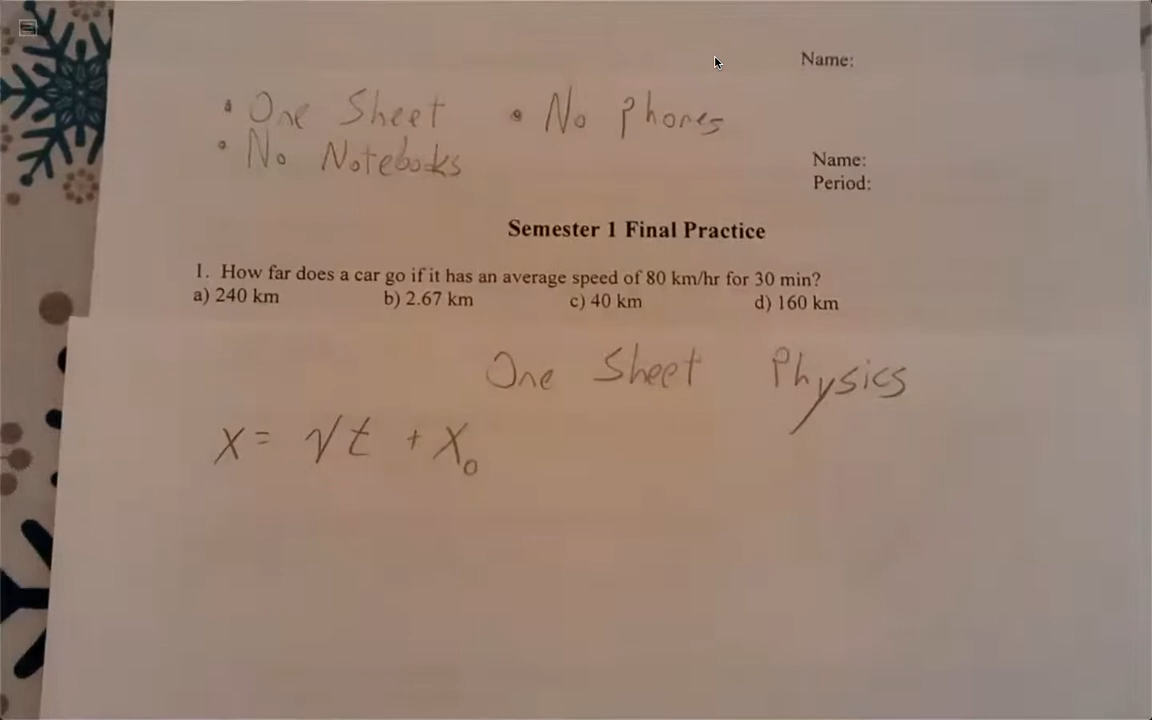 Name:
• One Sheet • No Phones
• No Notebooks
Name:
Period:
Semester 1 Final Practice
1. How far does a car go if it has an average speed of 80 km/hr for 30 min?
a) 240 km b) 2.67 km c) 40 km d) 160 km
One Sheet Physics
x = vt + x₀